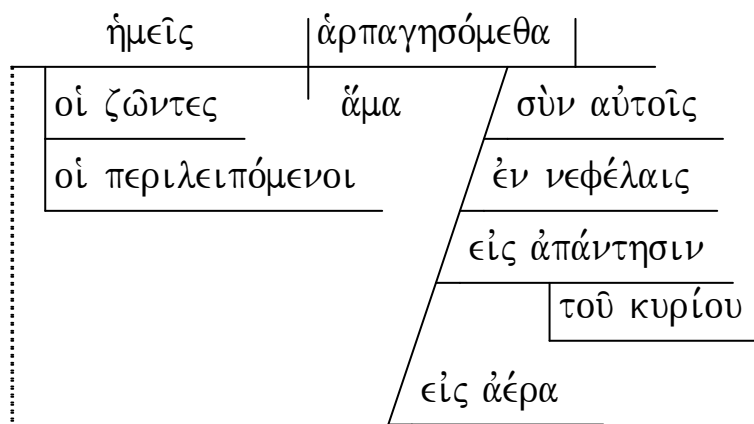 ἡμεῖς ἁρπαγησόμεθα
οἱ ζῶντες ἅμα σὺν αὐτοῖς
οἱ περιλειπόμενοι ἐν νεφέλαις
εἰς ἀπάντησιν
τοῦ κυρίου
εἰς ἀέρα